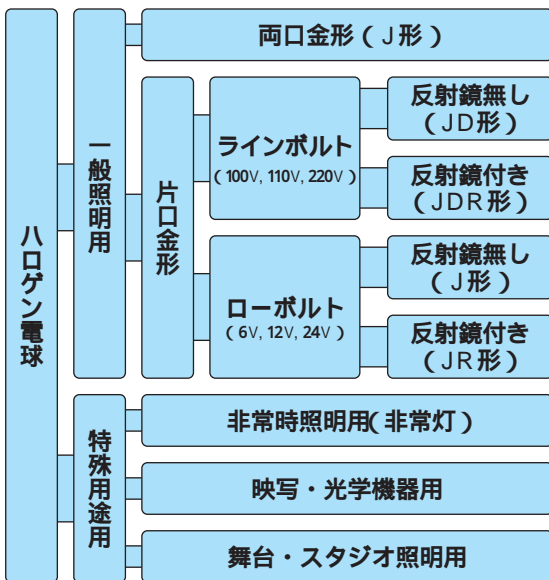 ハロゲン電球
一般照明用
両口金形(J形)
片口金形
ラインボルト
(100V, 110V, 220V)
反射鏡無し
(JD形)
反射鏡付き
(JDR形)
ローボルト
(6V, 12V, 24V)
反射鏡無し
(J形)
反射鏡付き
(JR形)
特殊用途用
非常時照明用(非常灯)
映写・光学機器用
舞台・スタジオ照明用